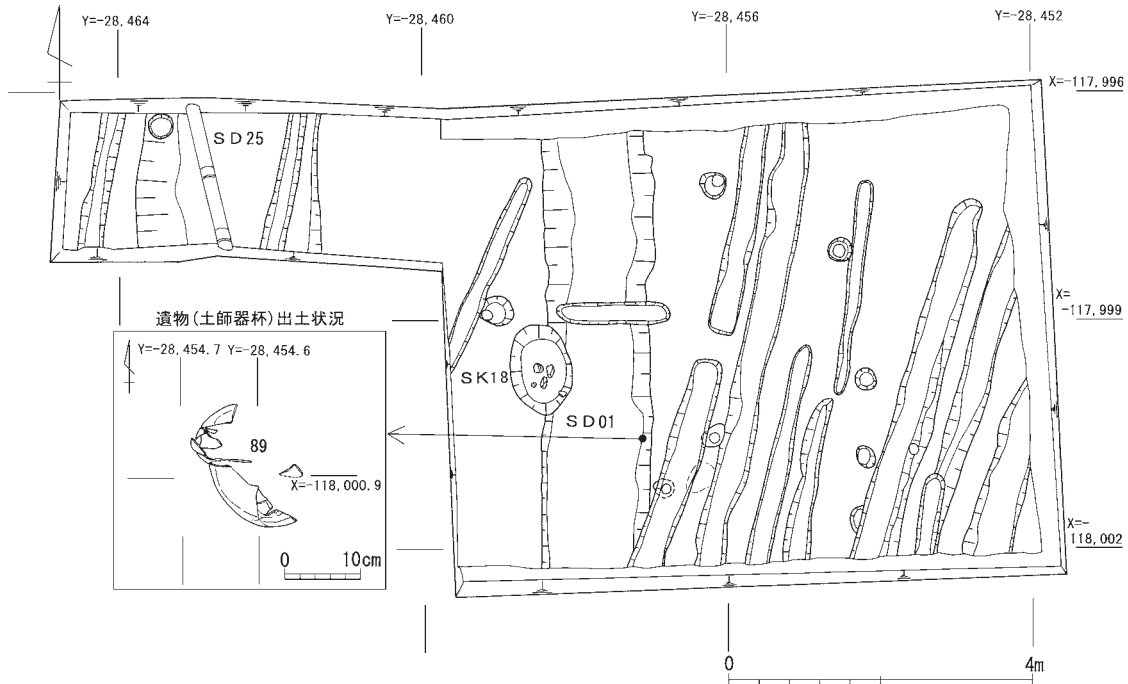 Y=-28,464
Y=-28,460
Y=-28,456
Y=-28,452
X=-117,996
SD25
X=
-117,999
遺物(土師器杯)出土状況
Y=-28,454.7 Y=-28,454.6
SK18
SD01
89
X=-118,000.9
X=-
118,002
0 10cm
0 4m